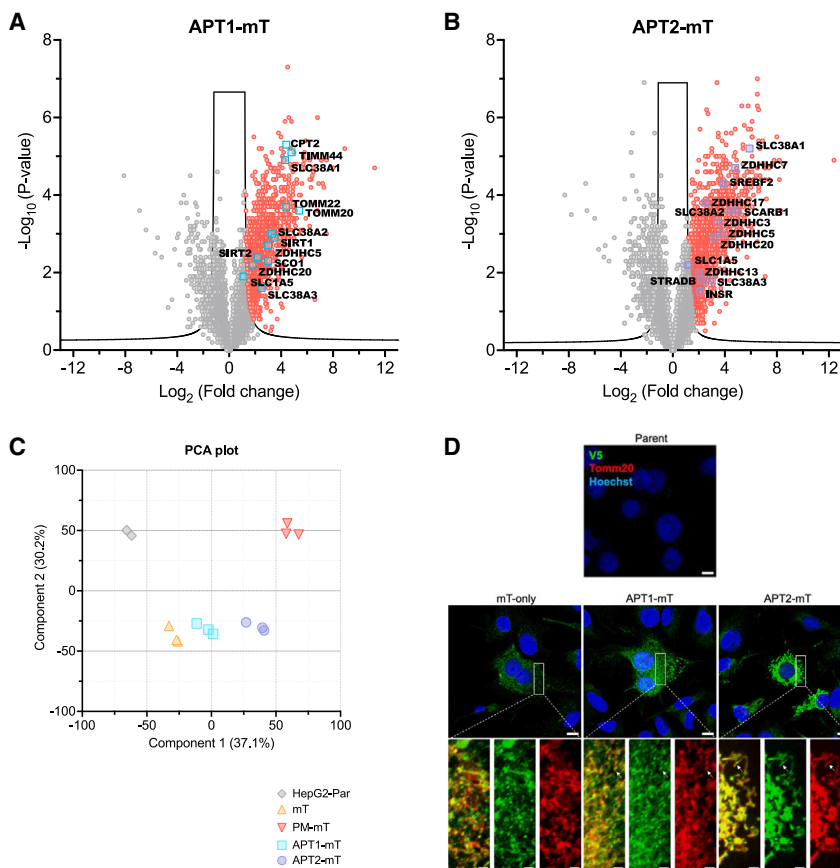 A
APT1-mT
8
6
4
2
0
-Log10 (P-value)
CPT2
TIMM44
SLC38A1
TOMM22
TOMM20
SLC38A2
SIRT1
SIRT2
ZDHHC5
SCO1
ZDHHC20
SLC1A5
SLC38A3
-12 -8 -4 0 4 8 12
Log2 (Fold change)
B
APT2-mT
8
6
4
2
0
-Log10 (P-value)
SLC38A1
ZDHHC7
SREBF2
ZDHHC17
SLC38A2 SCARB1
ZDHHC3
ZDHHC5
ZDHHC20
SLC1A5
ZDHHC13
STRADB SLC38A3
INSR
-12 -8 -4 0 4 8 12
Log2 (Fold change)
C
PCA plot
100
50
0
-50
-100
Component 2 (30.2%)
-100 -50 0 50 100
Component 1 (37.1%)
HepG2-Par
mT
PM-mT
APT1-mT
APT2-mT
D
Parent
V5
Tomm20
Hoechst
mT-only APT1-mT APT2-mT